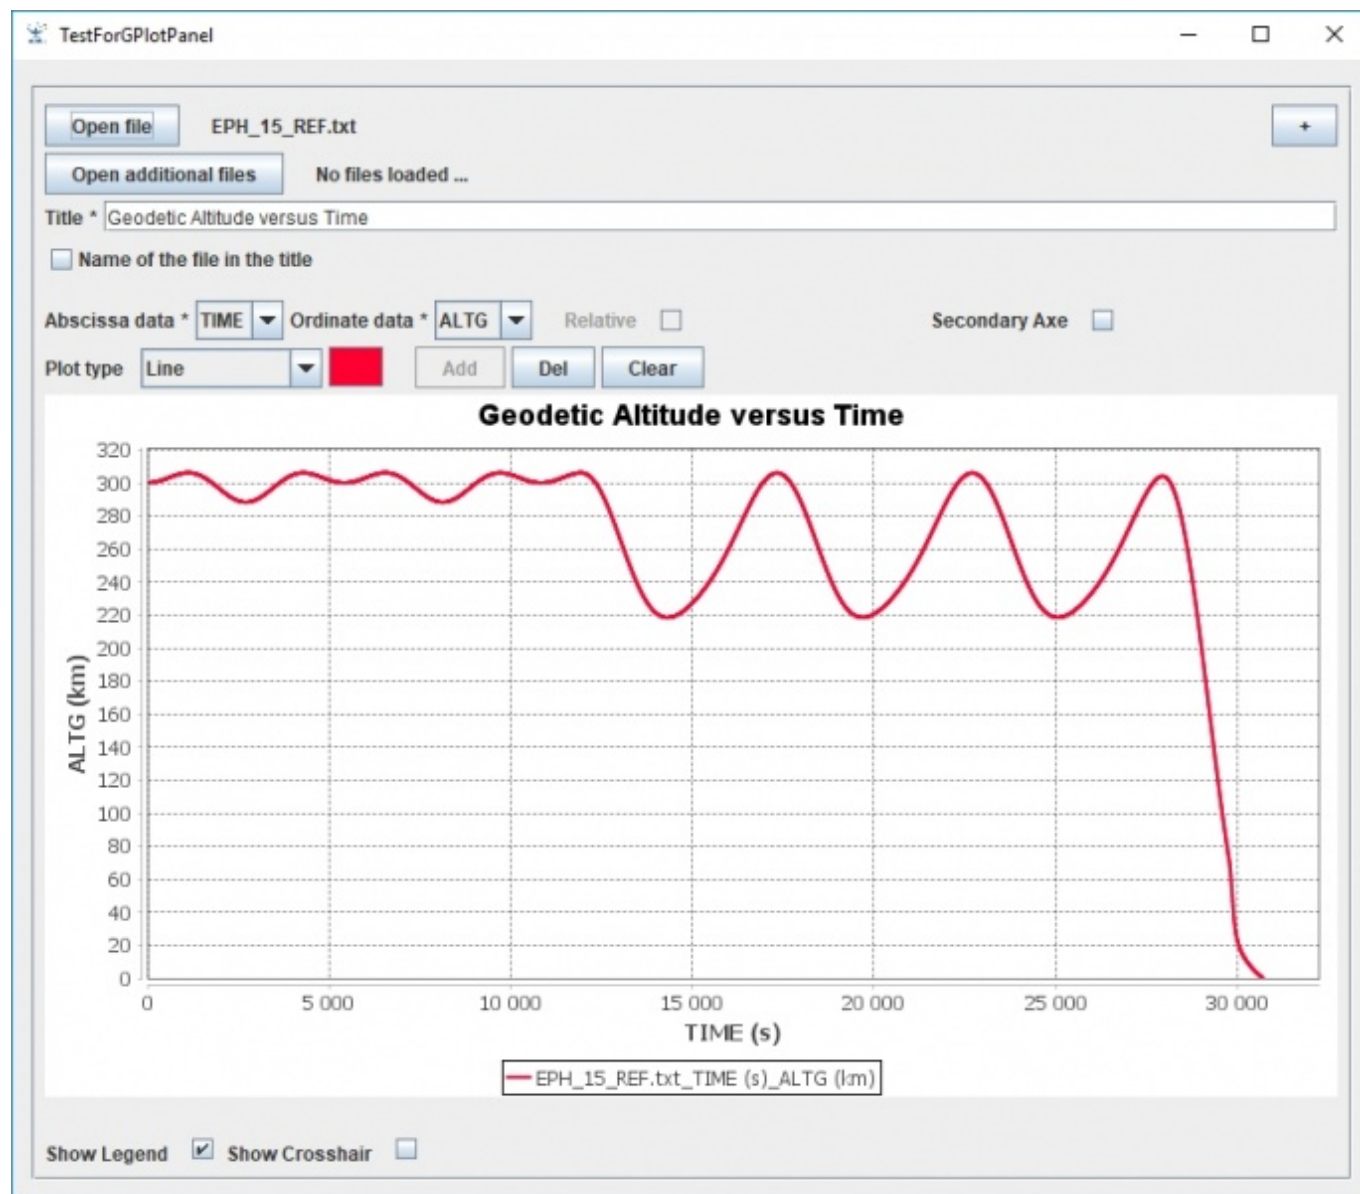 TestForGPlotPanel
Open file EPH_15_REF.txt +
Open additional files No files loaded ...
Title * Geodetic Altitude versus Time
Name of the file in the title
Abscissa data * TIME Ordinate data * ALTG Relative Secondary Axe
Plot type Line Add Del Clear
Geodetic Altitude versus Time
320
300
280
260
240
220
200
180
160
140
120
100
80
60
40
20
0
ALTG (km)
0 5 000 10 000 15 000 20 000 25 000 30 000
TIME (s)
EPH_15_REF.txt_TIME (s)_ALTG (km)
Show Legend Show Crosshair